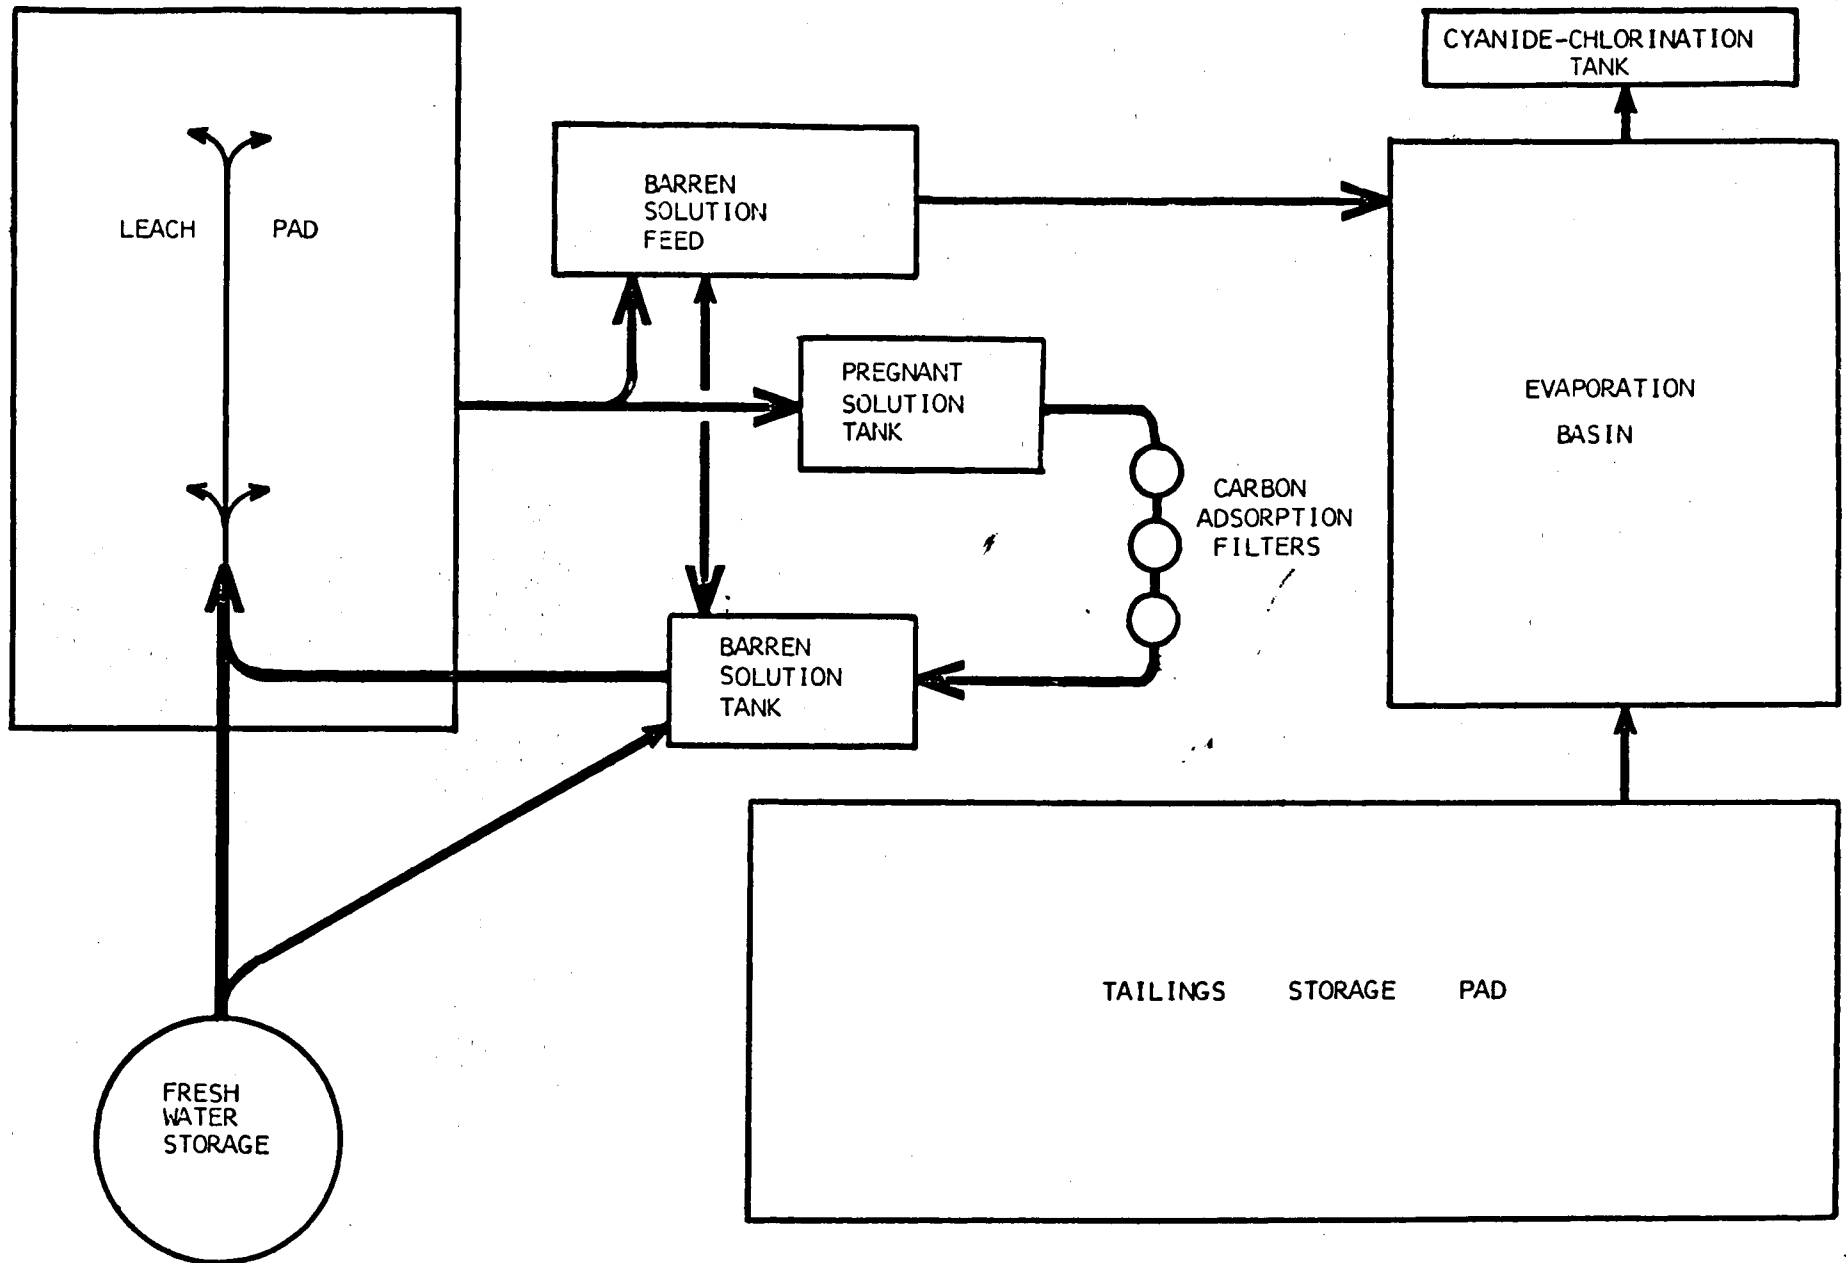 CYANIDE-CHLORINATION
TANK
BARREN
SOLUTION
FEED
LEACH PAD
PREGNANT
SOLUTION
TANK
EVAPORATION
BASIN
CARBON
ADSORPTION
FILTERS
BARREN
SOLUTION
TANK
TAILINGS STORAGE PAD
FRESH
WATER
STORAGE